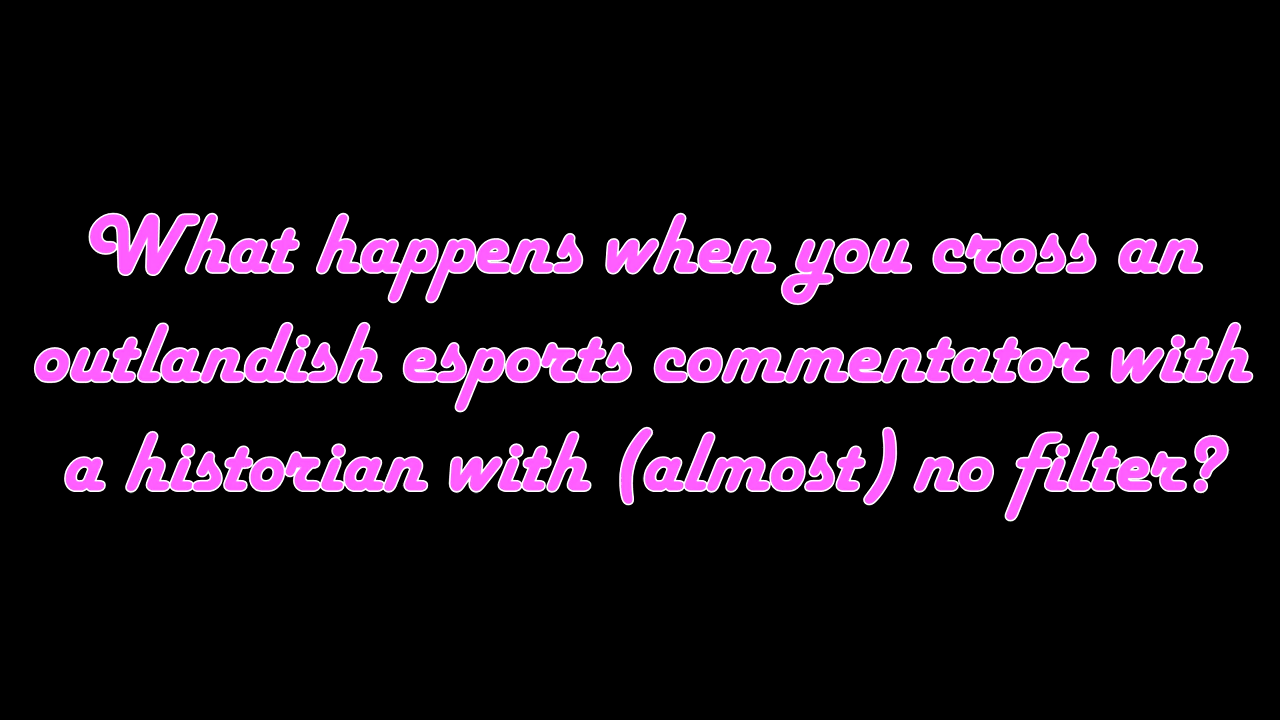 What happens when you cross an
outlandish esports commentator with
a historian with (almost) no filter?